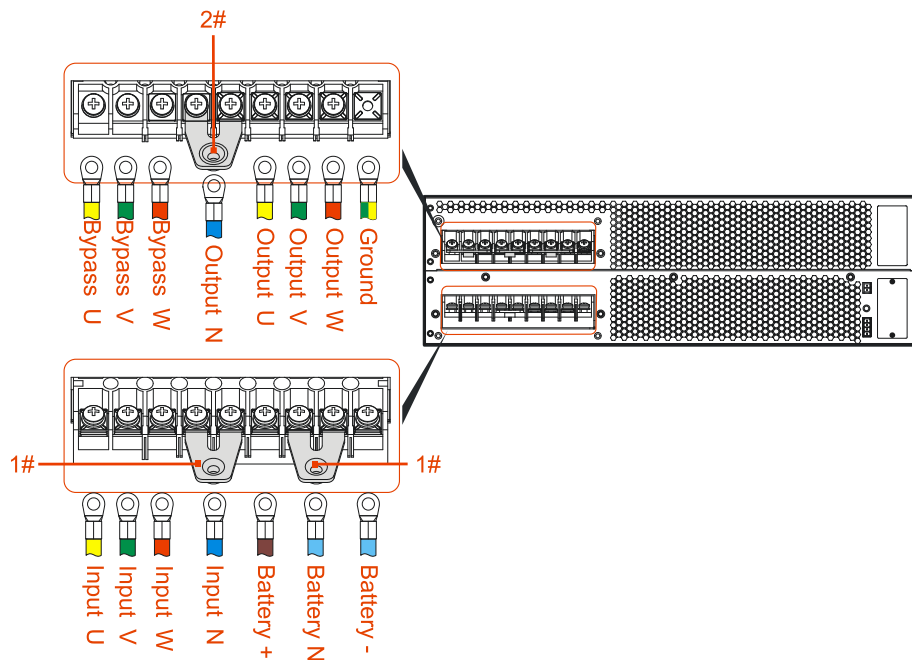 2#
Bypass U
Bypass V
Bypass W
Output N
Output U
Output V
Output W
Ground
1#
1#
Input U
Input V
Input W
Input N
Battery +
Battery N
Battery -